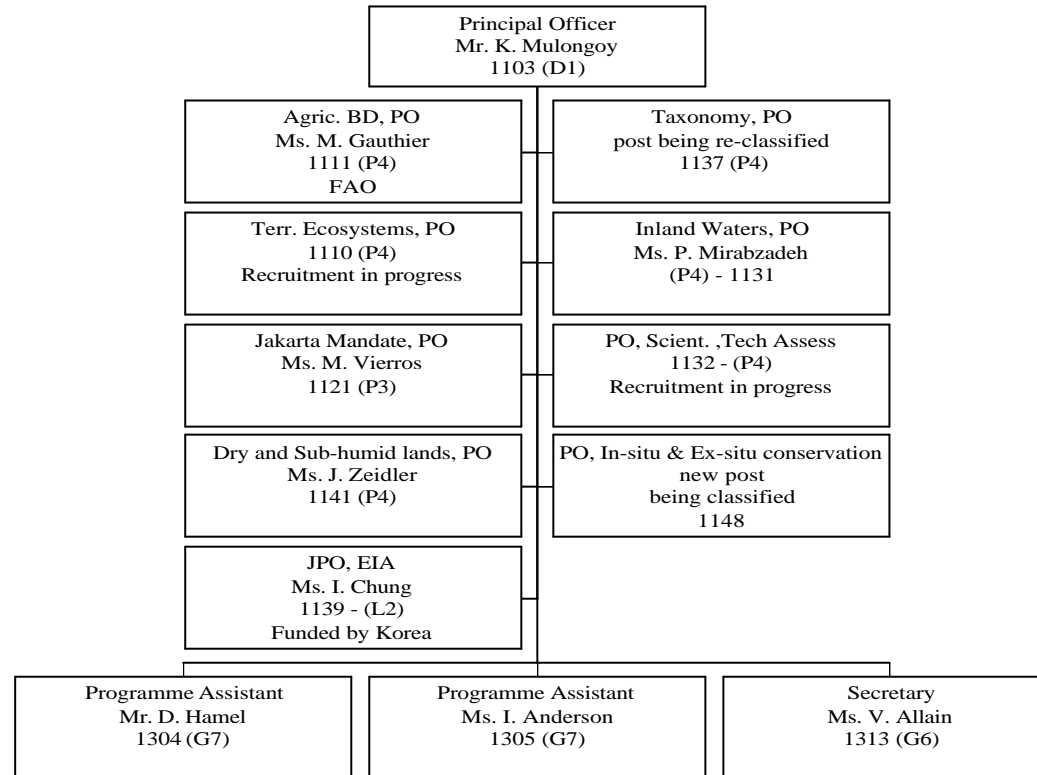 Principal Officer
Mr. K. Mulongoy
1103 (D1)
Agric. BD, PO
Ms. M. Gauthier
1111 (P4)
FAO
Taxonomy, PO
post being re-classified
1137 (P4)
Terr. Ecosystems, PO
1110 (P4)
Recruitment in progress
Inland Waters, PO
Ms. P. Mirabzadeh
(P4) - 1131
Jakarta Mandate, PO
Ms. M. Vierros
1121 (P3)
PO, Scient. ,Tech Assess
1132 - (P4)
Recruitment in progress
Dry and Sub-humid lands, PO
Ms. J. Zeidler
1141 (P4)
PO, In-situ & Ex-situ conservation
new post
being classified
1148
JPO, EIA
Ms. I. Chung
1139 - (L2)
Funded by Korea
Programme Assistant
Mr. D. Hamel
1304 (G7)
Programme Assistant
Ms. I. Anderson
1305 (G7)
Secretary
Ms. V. Allain
1313 (G6)